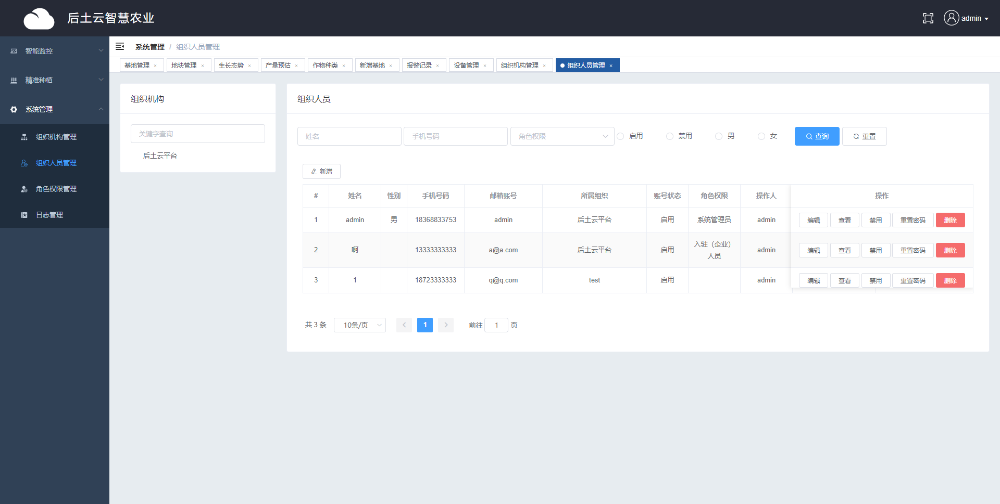 后土云智慧农业
admin
智能监控
精准种植
系统管理
组织机构管理
组织人员管理
角色权限管理
日志管理
系统管理 / 组织人员管理
基地管理 × 地块管理 × 生长态势 × 产量预估 × 作物种类 × 新增基地 × 报警记录 × 设备管理 × 组织机构管理 × 组织人员管理 ×
组织机构
关键字查询
后土云平台
组织人员
姓名 手机号码 角色权限 启用 禁用 男 女 查询 重置
新增
# 姓名 性别 手机号码 邮箱账号 所属组织 账号状态 角色权限 操作人 操作
1 admin 男 18368833753 admin 后土云平台 启用 系统管理员 admin 编辑 查看 禁用 重置密码 删除
2 啊 13333333333 a@a.com 后土云平台 启用 入驻（企业）人员 admin 编辑 查看 禁用 重置密码 删除
3 1 18723333333 q@q.com test 启用 admin 编辑 查看 禁用 重置密码 删除
共 3 条 10条/页 1 前往 1 页